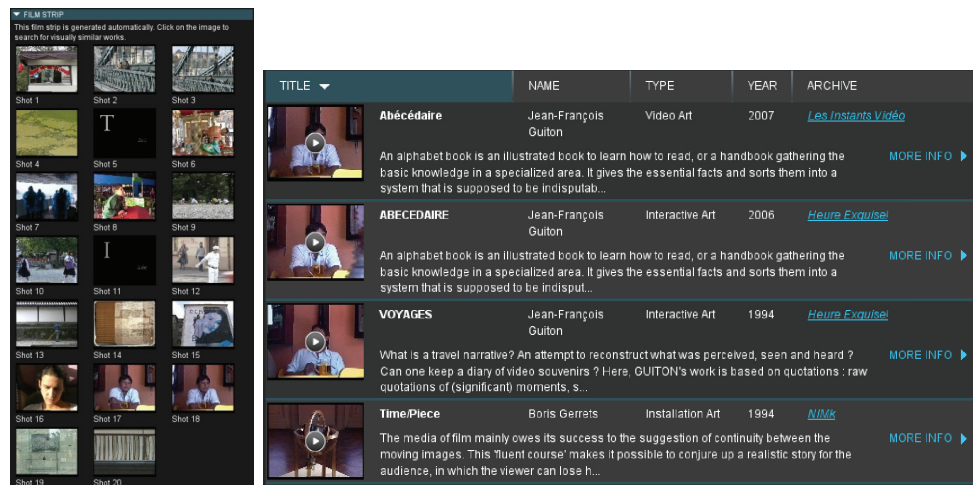 FILM STRIP
This film strip is generated automatically. Click on the image to
search for visually similar works.
Shot 1
Shot 2
Shot 3
T
Shot 4
Shot 5
Shot 6
Shot 7
Shot 8
Shot 9
I
Shot 10
Shot 11
Shot 12
Shot 13
Shot 14
Shot 15
Shot 16
Shot 17
Shot 18
Shot 19
Shot 20
TITLE
NAME
TYPE
YEAR
ARCHIVE
Abécédaire
Jean-François
Guiton
Video Art
2007
Les Instants Vidéo
An alphabet book is an illustrated book to learn how to read, or a handbook gathering the
basic knowledge in a specialized area. It gives the essential facts and sorts them into a
system that is supposed to be indisputab...
MORE INFO
ABECEDAIRE
Jean-François
Guiton
Interactive Art
2006
Heure Exquise!
An alphabet book is an illustrated book to learn how to read, or a handbook gathering the
basic knowledge in a specialized area. It gives the essential facts and sorts them into a
system that is supposed to be indisput...
MORE INFO
VOYAGES
Jean-François
Guiton
Interactive Art
1994
Heure Exquise!
What is a travel narrative? An attempt to reconstruct what was perceived, seen and heard ?
Can one keep a diary of video souvenirs ? Here, GUITON's work is based on quotations : raw
quotations of (significant) moments, s...
MORE INFO
Time/Piece
Boris Gerrets
Installation Art
1994
NIMk
The media of film mainly owes its success to the suggestion of continuity between the
moving images. This 'fluent course' makes it possible to conjure up a realistic story for the
audience, in which the viewer can lose h...
MORE INFO